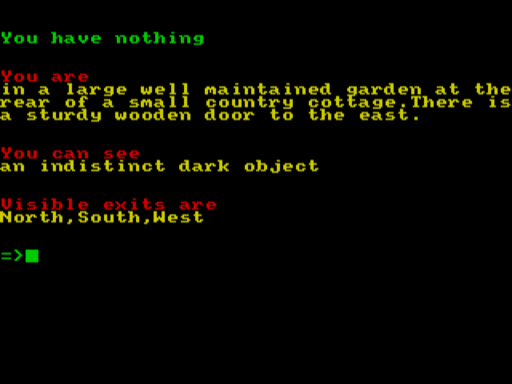 You have nothing
You are
in a large well maintained garden at the
rear of a small country cottage.There is
a sturdy wooden door to the east.
You can see
an indistinct dark object
Visible exits are
North,South,West
=>